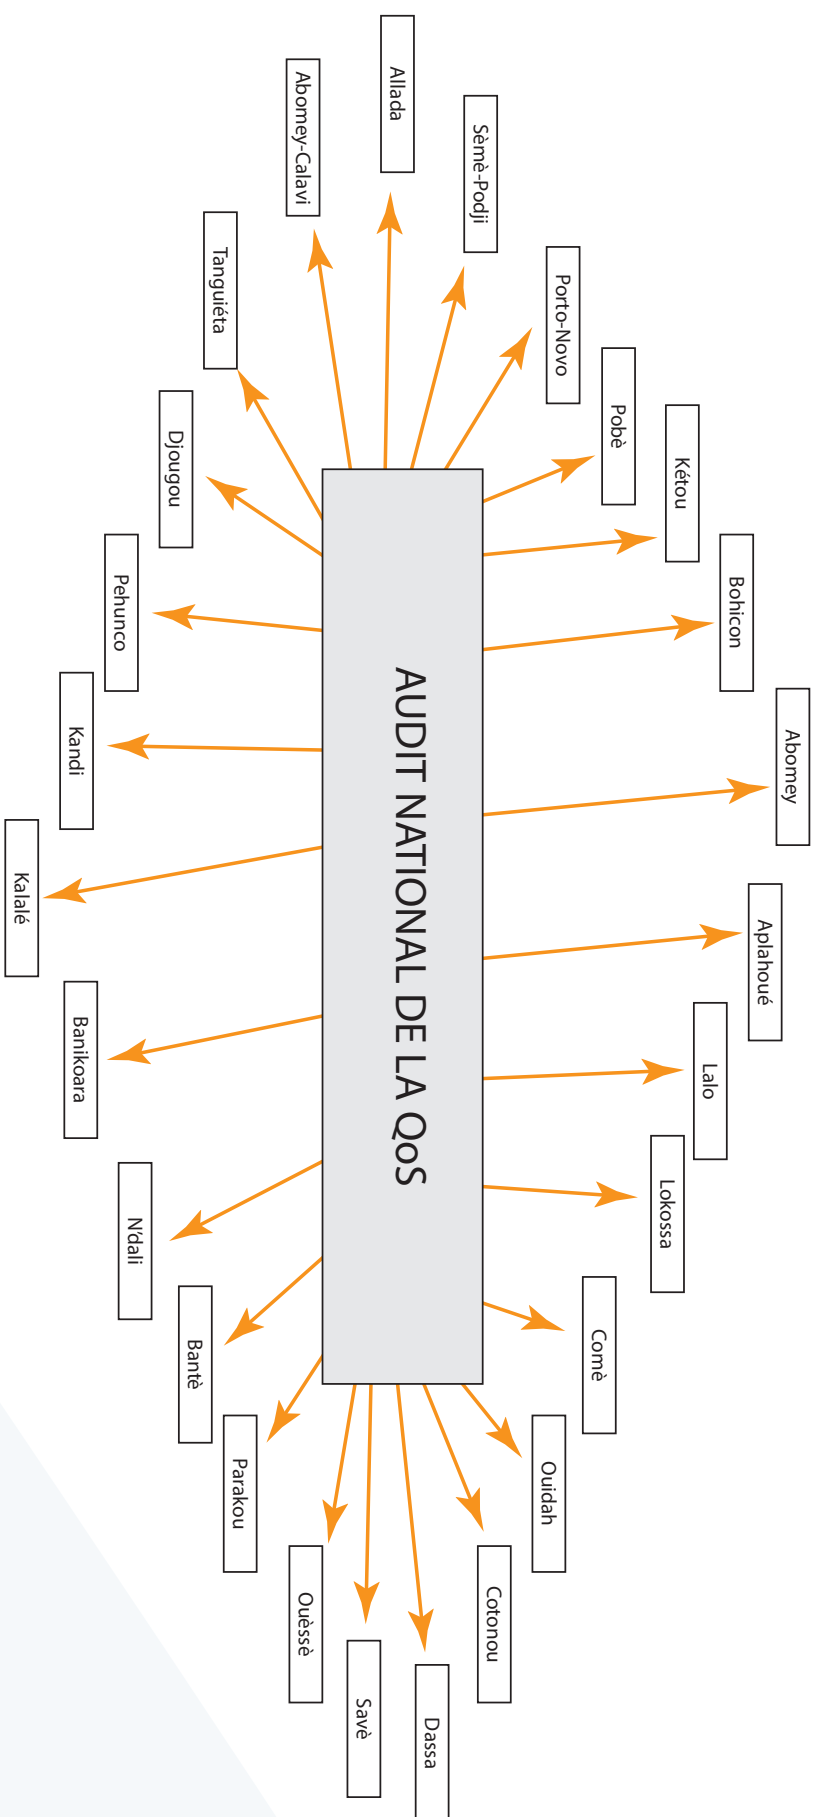 Allada
Sèmè-Podji
Abomey-Calavi
Porto-Novo
Tanguiéta
Pobè
Djougou
Kétou
Pehunco
Bohicon
Kandi
Abomey
AUDIT NATIONAL DE LA QoS
Kalalé
Aplahoué
Banikoara
Lalo
N'dali
Lokossa
Bantè
Comè
Parakou
Ouidah
Ouèssè
Cotonou
Savè
Dassa